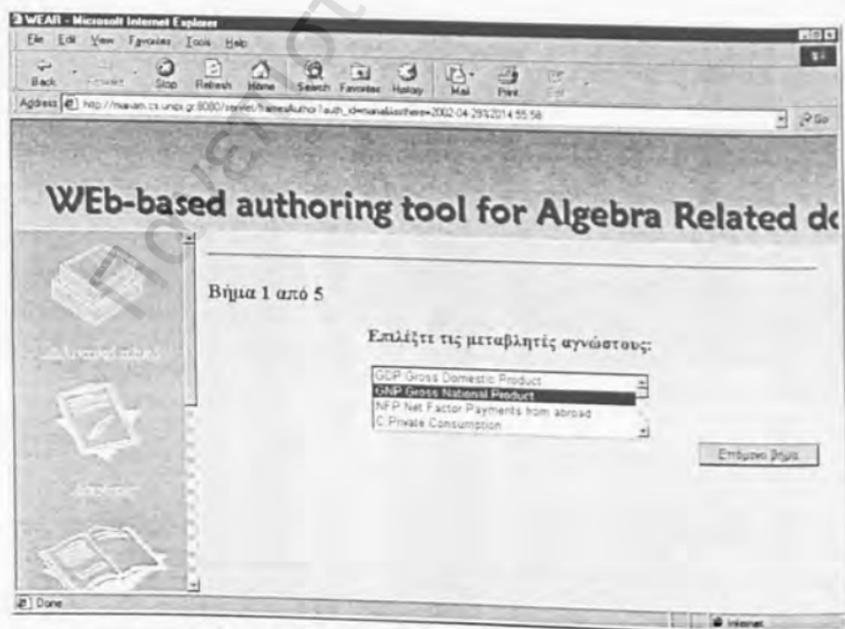 WEAR - Microsoft Internet Explorer
File Edit View Favorites Tools Help
Back Stop Refresh Home Search Favorites History Mail Print Edit
Address
Go
WEb-based authoring tool for Algebra Related do
Βήμα 1 από 5
Επιλέξτε τις μεταβλητές αγνώστους:
GDP Gross Domestic Product
GNP Gross National Product
NFP Net Factor Payments from abroad
C Private Consumption
Επόμενο βήμα
Done
Internet